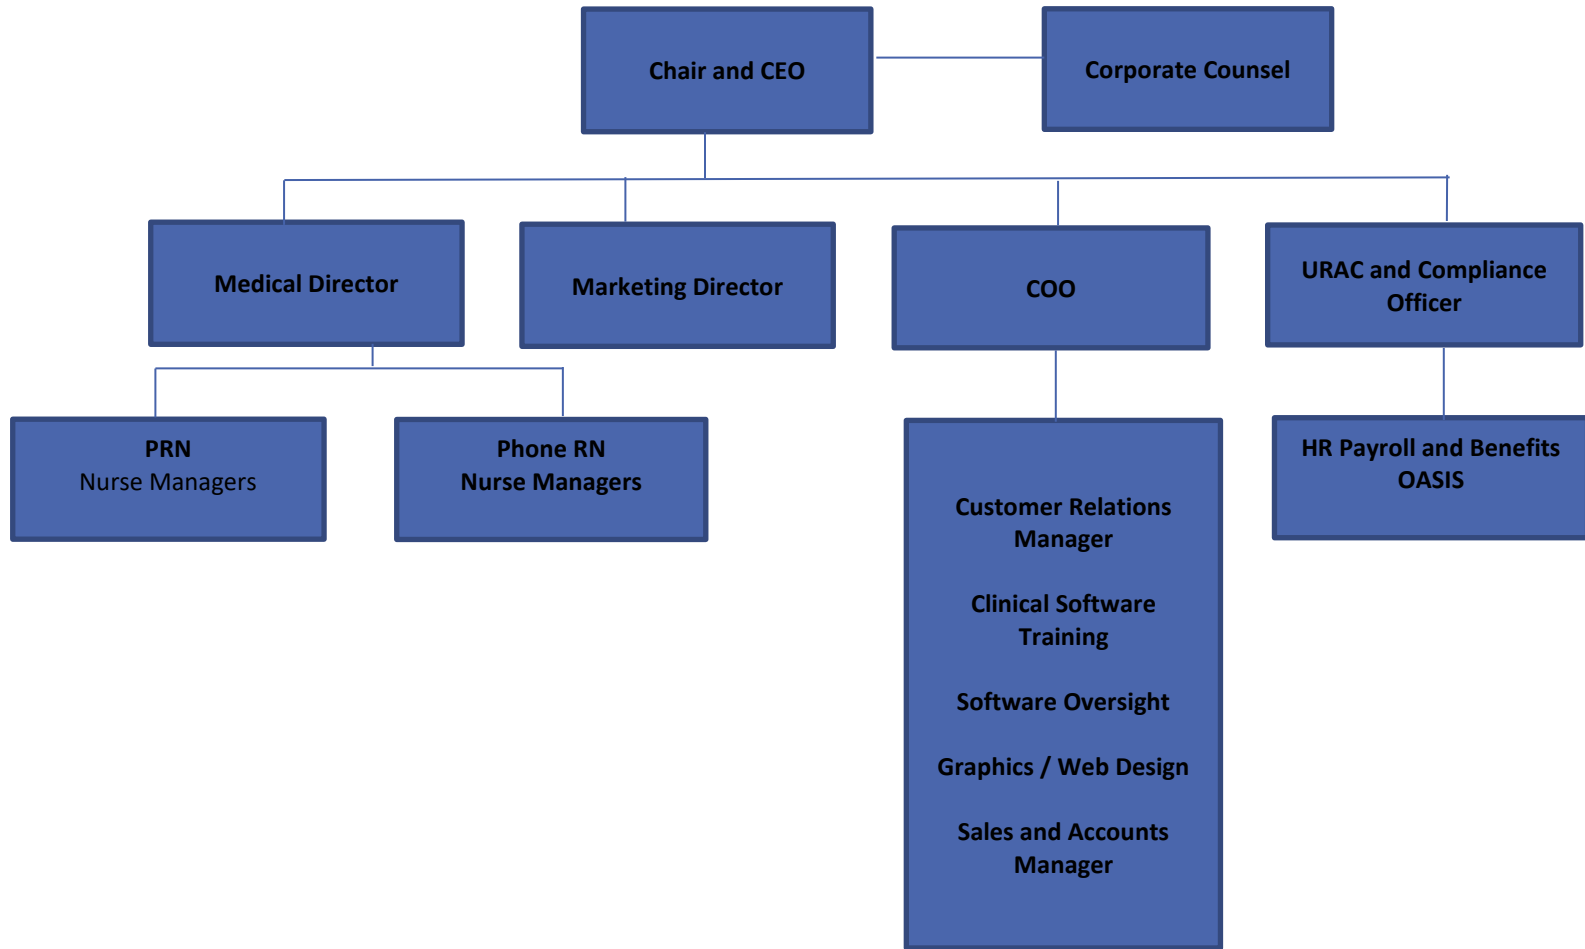 Chair and CEO
Corporate Counsel
Medical Director
Marketing Director
COO
URAC and Compliance
Officer
PRN
Nurse Managers
Phone RN
Nurse Managers
Customer Relations
Manager
Clinical Software
Training
Software Oversight
Graphics / Web Design
Sales and Accounts
Manager
HR Payroll and Benefits
OASIS